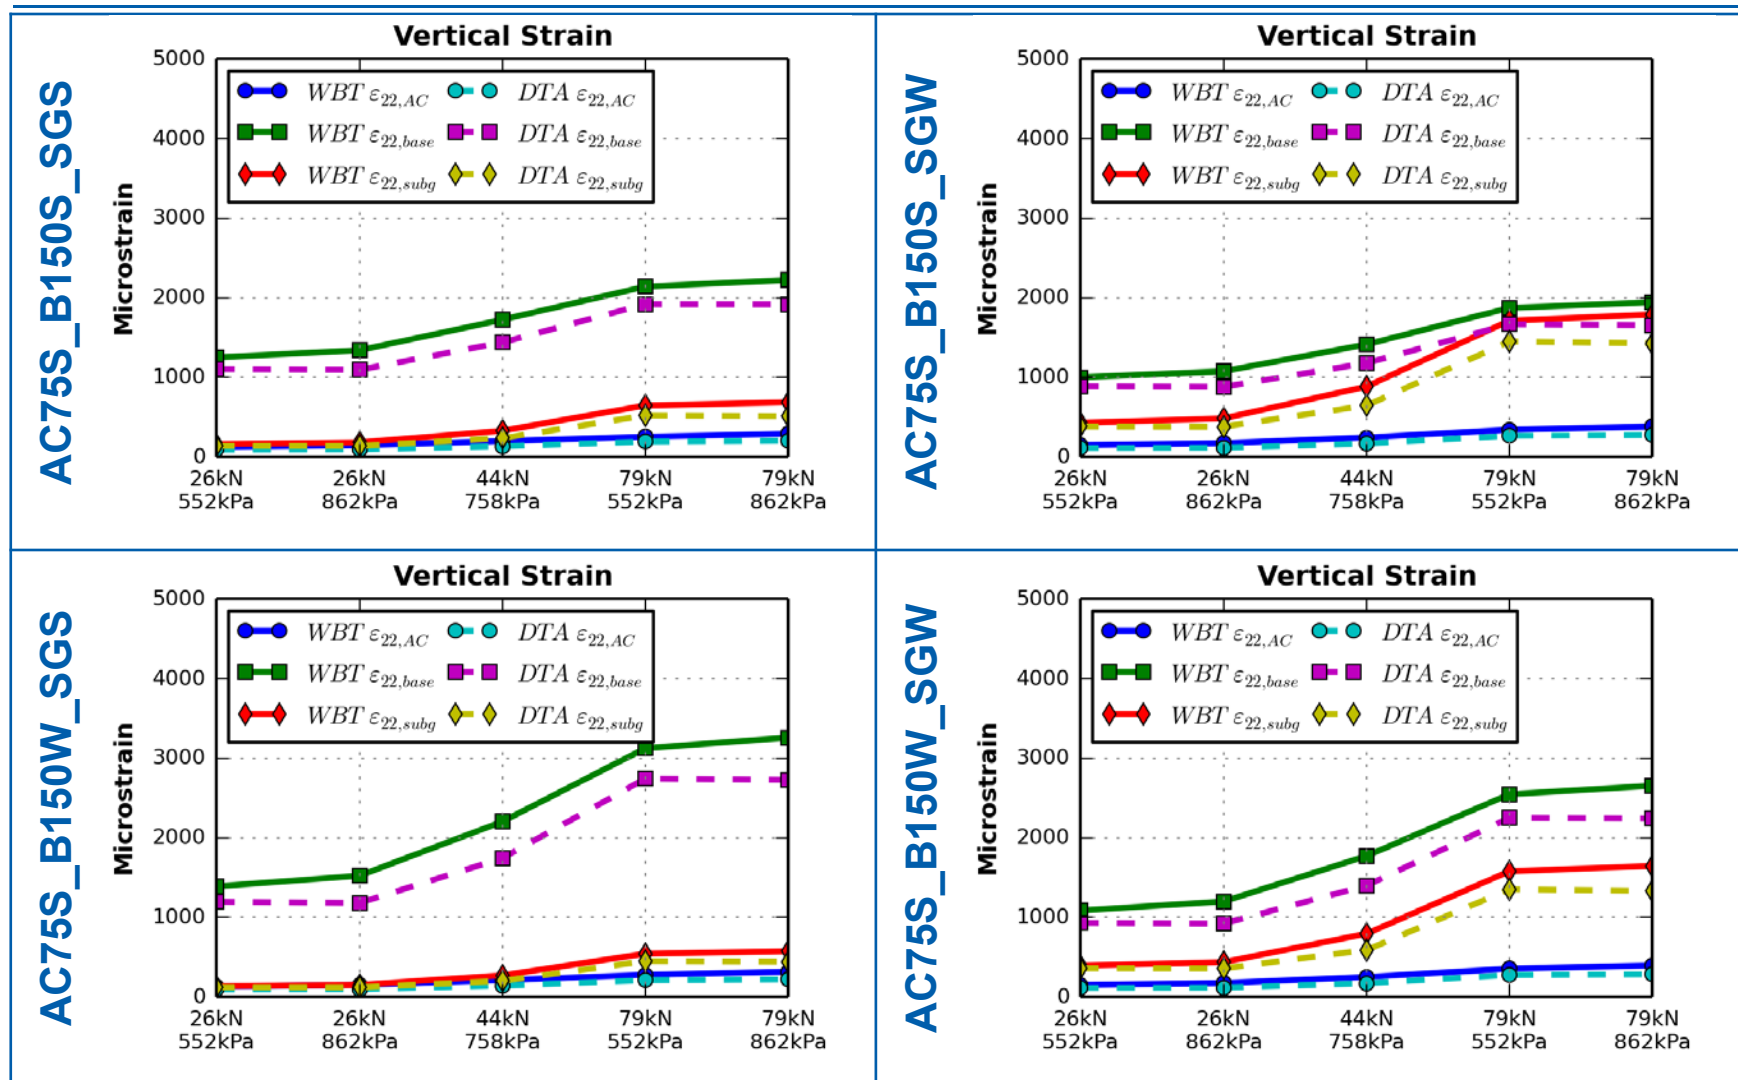 AC75S_B150S_SGS
Vertical Strain
WBT ε22,AC DTA ε22,AC
WBT ε22,base DTA ε22,base
WBT ε22,subg DTA ε22,subg
Microstrain
5000
4000
3000
2000
1000
0
26kN 26kN 44kN 79kN 79kN
552kPa 862kPa 758kPa 552kPa 862kPa
AC75S_B150S_SGW
Vertical Strain
WBT ε22,AC DTA ε22,AC
WBT ε22,base DTA ε22,base
WBT ε22,subg DTA ε22,subg
Microstrain
5000
4000
3000
2000
1000
0
26kN 26kN 44kN 79kN 79kN
552kPa 862kPa 758kPa 552kPa 862kPa
AC75S_B150W_SGS
Vertical Strain
WBT ε22,AC DTA ε22,AC
WBT ε22,base DTA ε22,base
WBT ε22,subg DTA ε22,subg
Microstrain
5000
4000
3000
2000
1000
0
26kN 26kN 44kN 79kN 79kN
552kPa 862kPa 758kPa 552kPa 862kPa
AC75S_B150W_SGW
Vertical Strain
WBT ε22,AC DTA ε22,AC
WBT ε22,base DTA ε22,base
WBT ε22,subg DTA ε22,subg
Microstrain
5000
4000
3000
2000
1000
0
26kN 26kN 44kN 79kN 79kN
552kPa 862kPa 758kPa 552kPa 862kPa